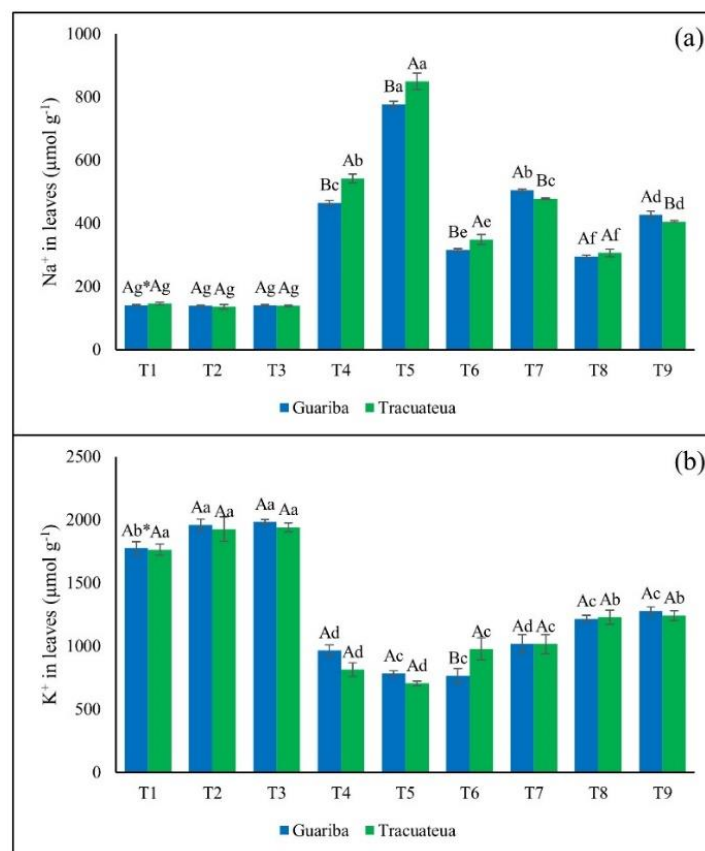 (a)
1000
800
600
400
200
0
Na⁺ in leaves (µmol g⁻¹)
Ag* Ag Ag Ag Ag Ag Bc Ab Ba Aa Be Ae Ab Bc Af Af Ad Bd
T1 T2 T3 T4 T5 T6 T7 T8 T9
Guariba Tracuateua
(b)
2500
2000
1500
1000
500
0
K⁺ in leaves (µmol g⁻¹)
Ab* Aa Aa Aa Aa Aa Ad Ad Ac Ad Bc Ac Ad Ac Ac Ab Ac Ab
T1 T2 T3 T4 T5 T6 T7 T8 T9
Guariba Tracuateua